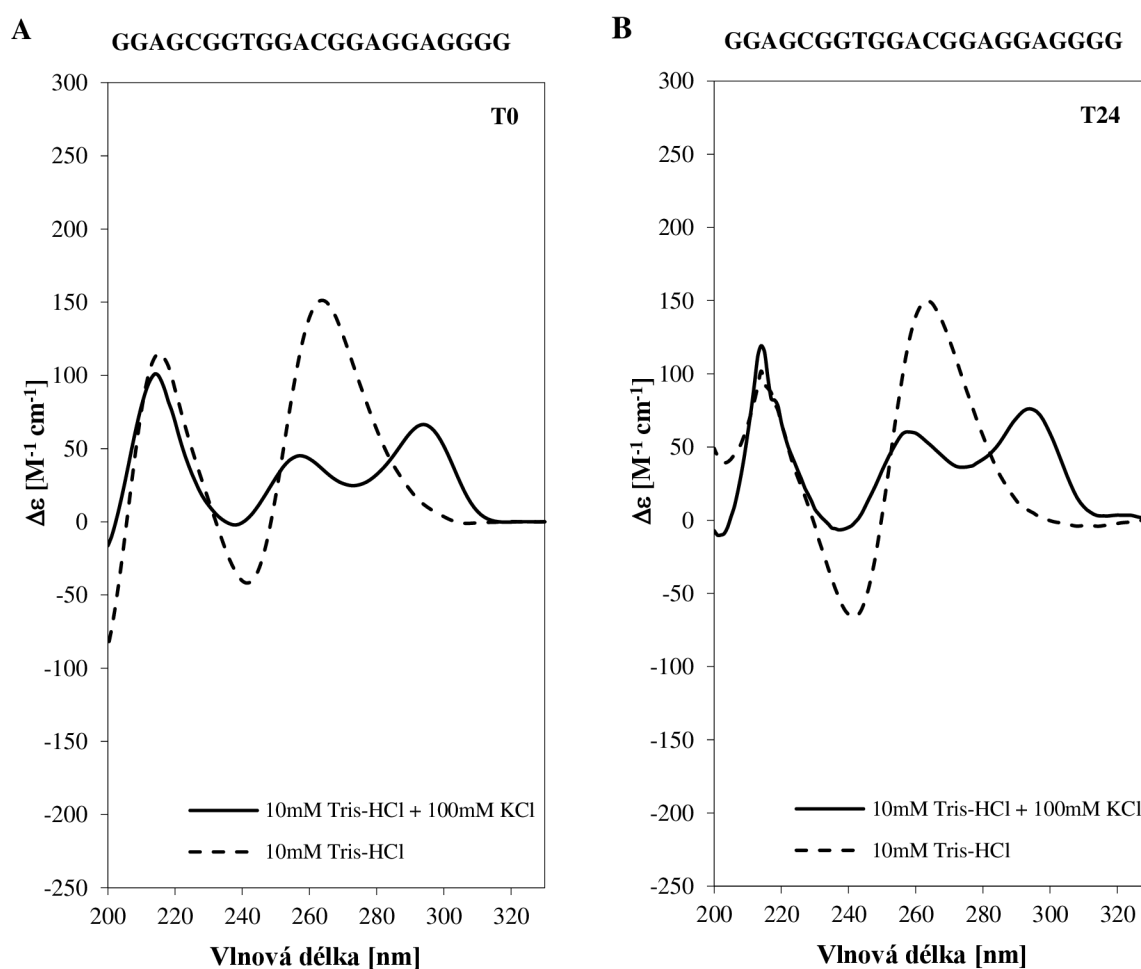 A
GGAGCGGTGGACGGAGGAGGGG
T0
300
250
200
150
100
50
0
-50
-100
-150
-200
-250
Δε [M-1 cm-1]
10mM Tris-HCl + 100mM KCl
10mM Tris-HCl
200 220 240 260 280 300 320
Vlnová délka [nm]
B
GGAGCGGTGGACGGAGGAGGGG
T24
300
250
200
150
100
50
0
-50
-100
-150
-200
-250
Δε [M-1 cm-1]
10mM Tris-HCl + 100mM KCl
10mM Tris-HCl
200 220 240 260 280 300 320
Vlnová délka [nm]